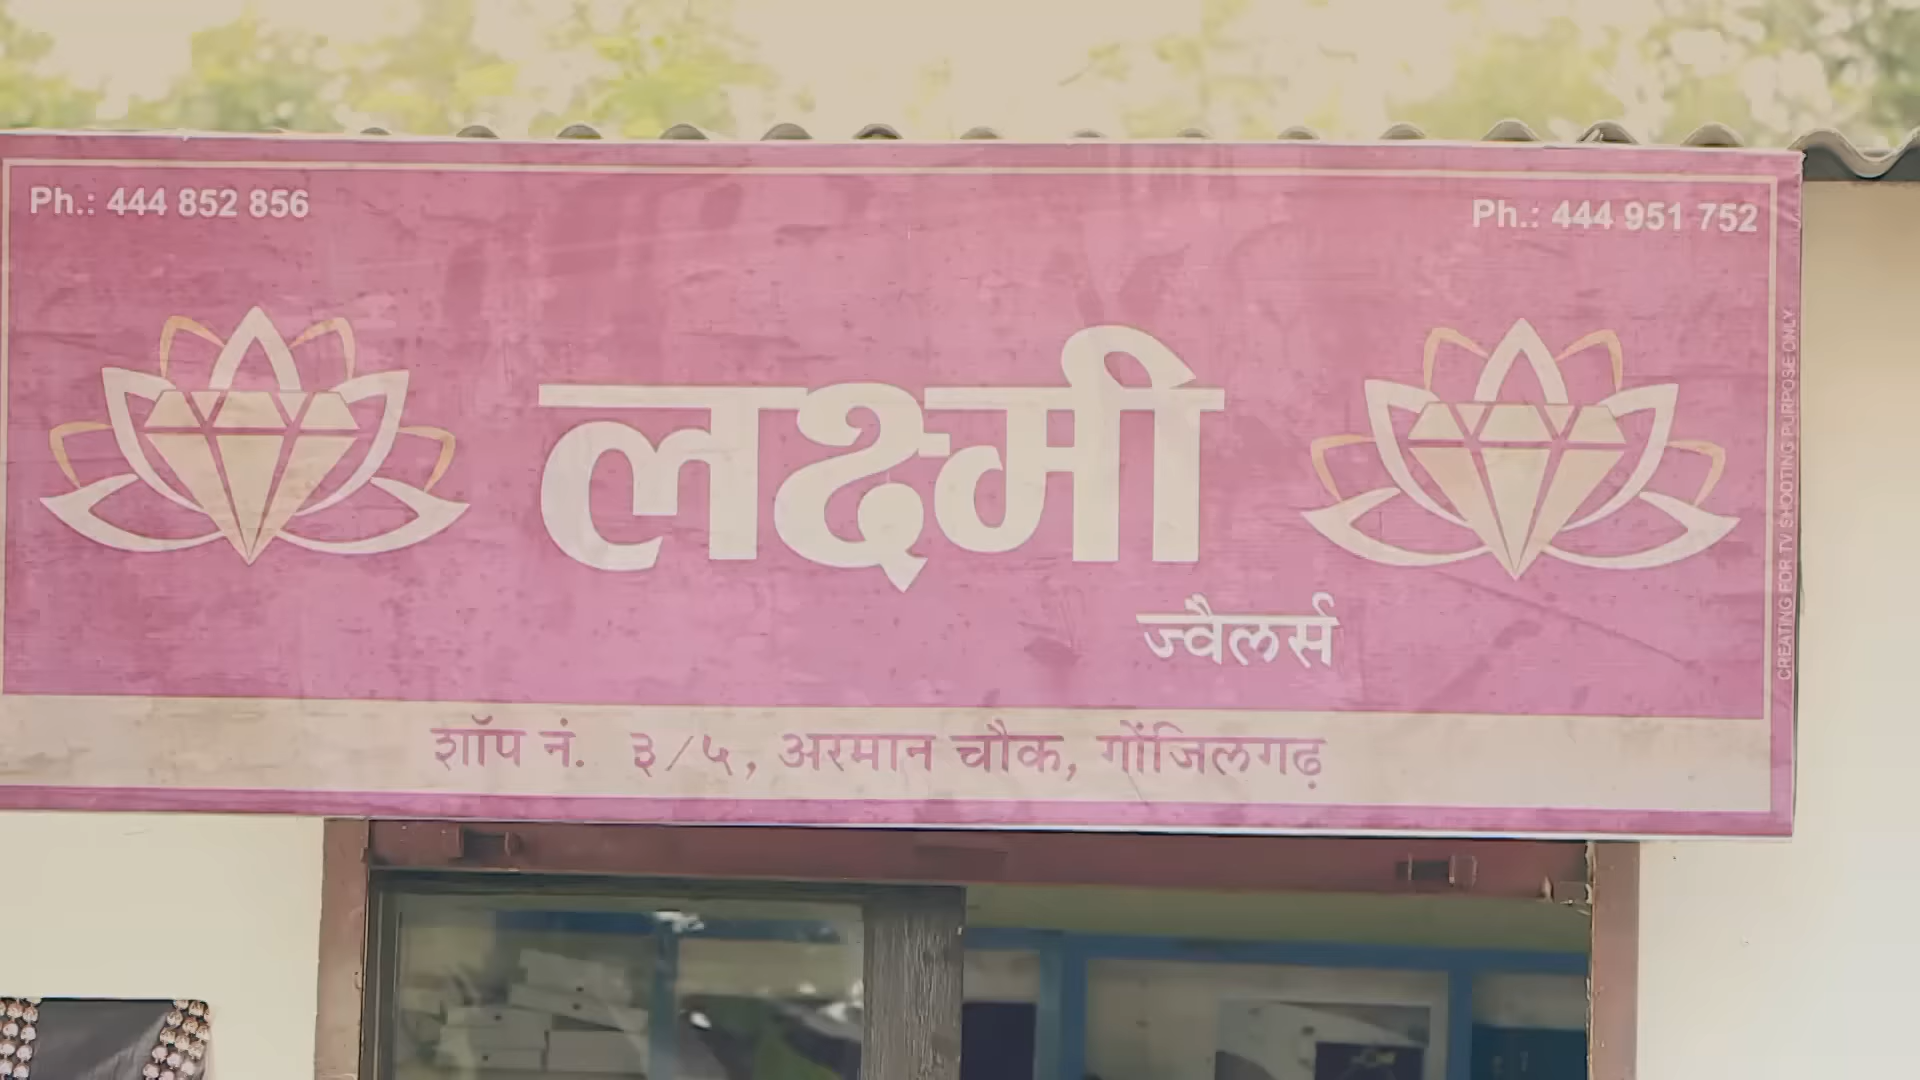 Ph.: 444 852 856
Ph.: 444 951 752
लक्ष्मी
ज्वैलर्स
शॉप नं. ३/५, अरमान चौक, गोंजिलगढ़
CREATING FOR TV SHOOTING PURPOSE ONLY